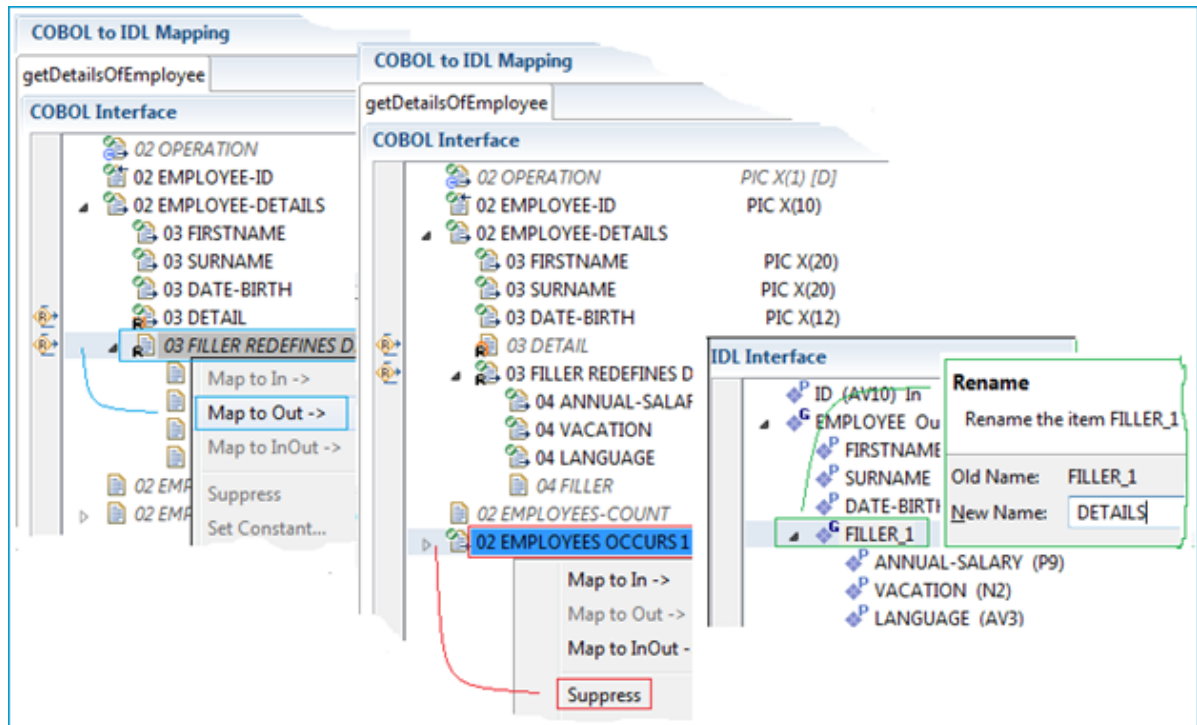 COBOL to IDL Mapping
getDetailsOfEmployee
COBOL Interface
02 OPERATION
02 EMPLOYEE-ID
02 EMPLOYEE-DETAILS
03 FIRSTNAME
03 SURNAME
03 DATE-BIRTH
03 DETAIL
03 FILLER REDEFINES D
Map to In ->
Map to Out ->
Map to InOut ->
Suppress
Set Constant...
02 EMP
02 EMP
COBOL to IDL Mapping
getDetailsOfEmployee
COBOL Interface
02 OPERATION PIC X(1) [D]
02 EMPLOYEE-ID PIC X(10)
02 EMPLOYEE-DETAILS
03 FIRSTNAME PIC X(20)
03 SURNAME PIC X(20)
03 DATE-BIRTH PIC X(12)
03 DETAIL
03 FILLER REDEFINES D
04 ANNUAL-SALAF
04 VACATION
04 LANGUAGE
04 FILLER
02 EMPLOYEES-COUNT
02 EMPLOYEES OCCURS 1
Map to In ->
Map to Out ->
Map to InOut -
Suppress
IDL Interface
ID (AV10) In
EMPLOYEE Ou
FIRSTNAME
SURNAME
DATE-BIRTH
FILLER_1
ANNUAL-SALARY (P9)
VACATION (N2)
LANGUAGE (AV3)
Rename
Rename the item FILLER_1
Old Name: FILLER_1
New Name: DETAILS